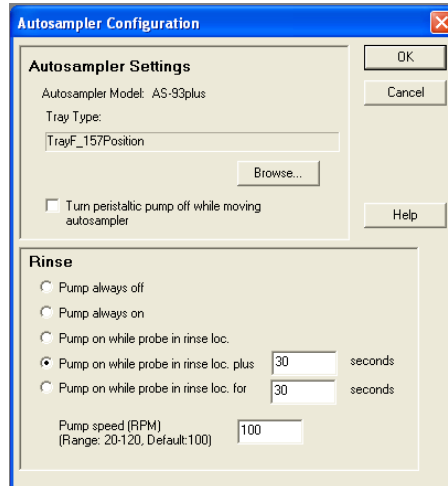 Autosampler Configuration
OK
Autosampler Settings
Autosampler Model: AS-93plus
Cancel
Tray Type:
TrayF_157Position
Browse...
Turn peristaltic pump off while moving
autosampler
Help
Rinse
Pump always off
Pump always on
Pump on while probe in rinse loc.
Pump on while probe in rinse loc. plus 30 seconds
Pump on while probe in rinse loc. for 30 seconds
Pump speed (RPM) 100
(Range: 20-120, Default:100)